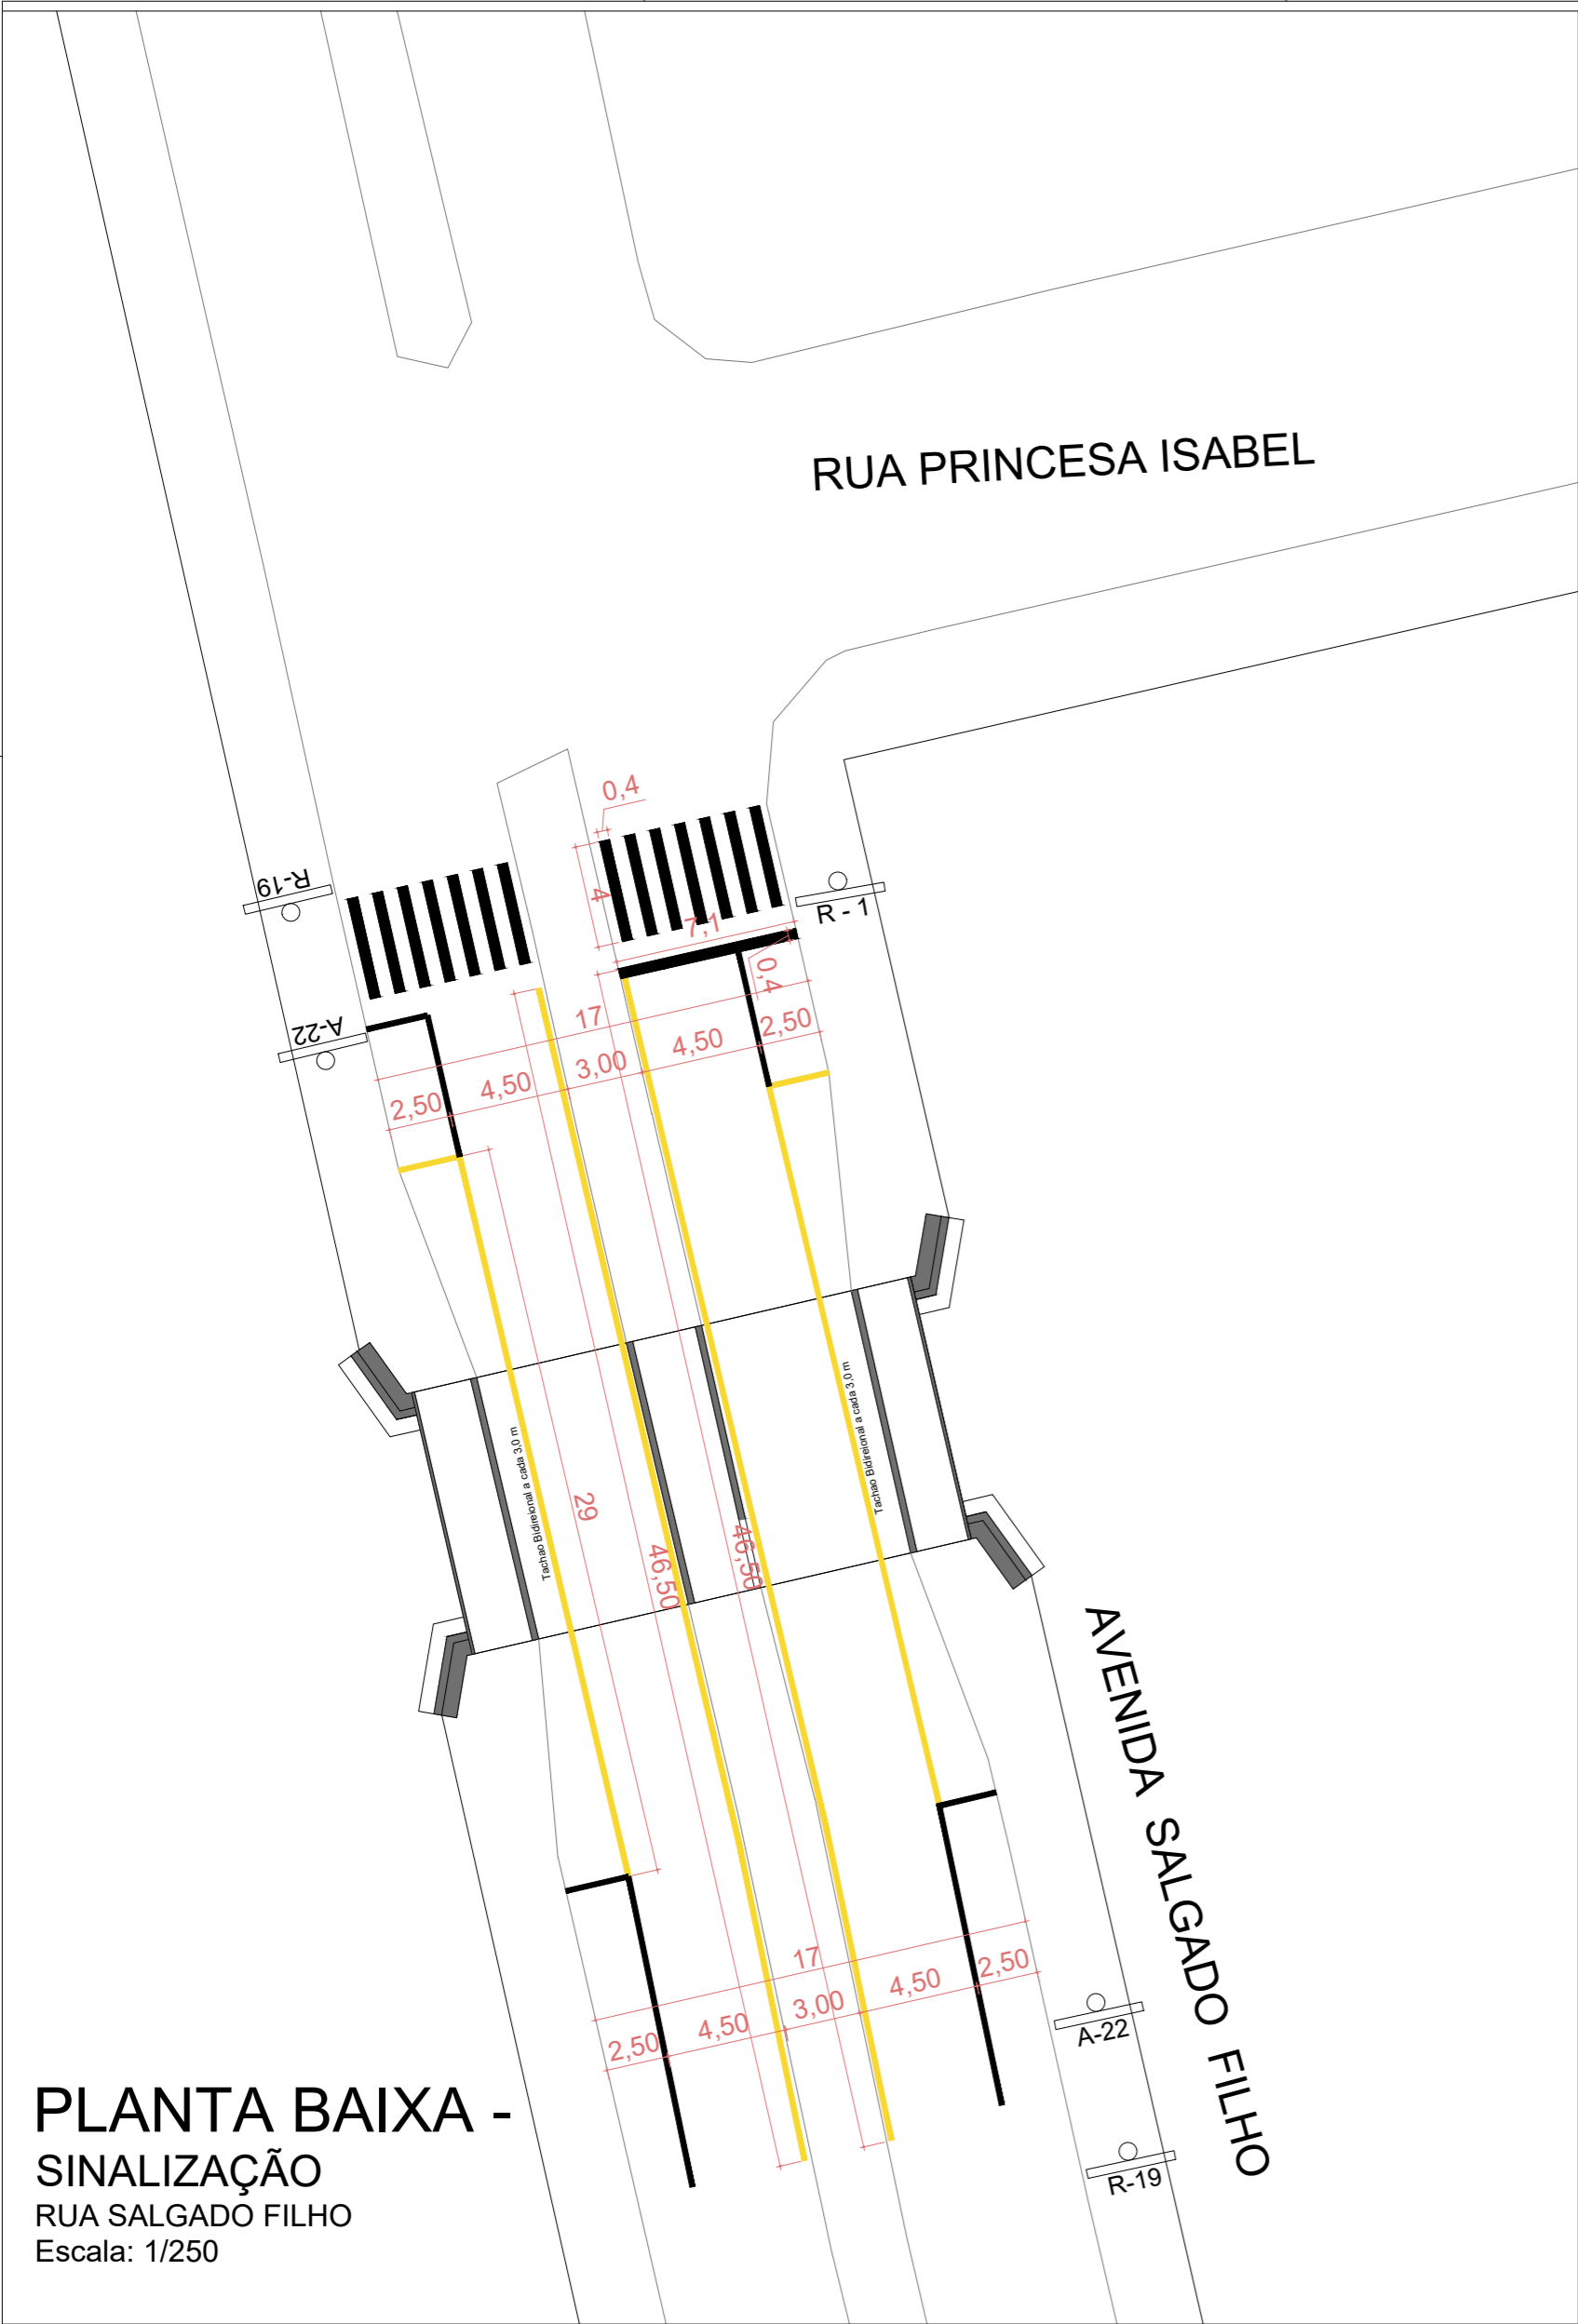 RUA PRINCESA ISABEL
0,4
R-19
4
R - 1
7,1
0,4
A-22
17
2,50
4,50
3,00
4,50
2,50
Tachao Bidireional a cada 3,0 m
Tachao Bidireional a cada 3,0 m
29
46,50
46,50
AVENIDA SALGADO FILHO
17
2,50
4,50
3,00
4,50
2,50
A-22
R-19
PLANTA BAIXA -
SINALIZAÇÃO
RUA SALGADO FILHO
Escala: 1/250